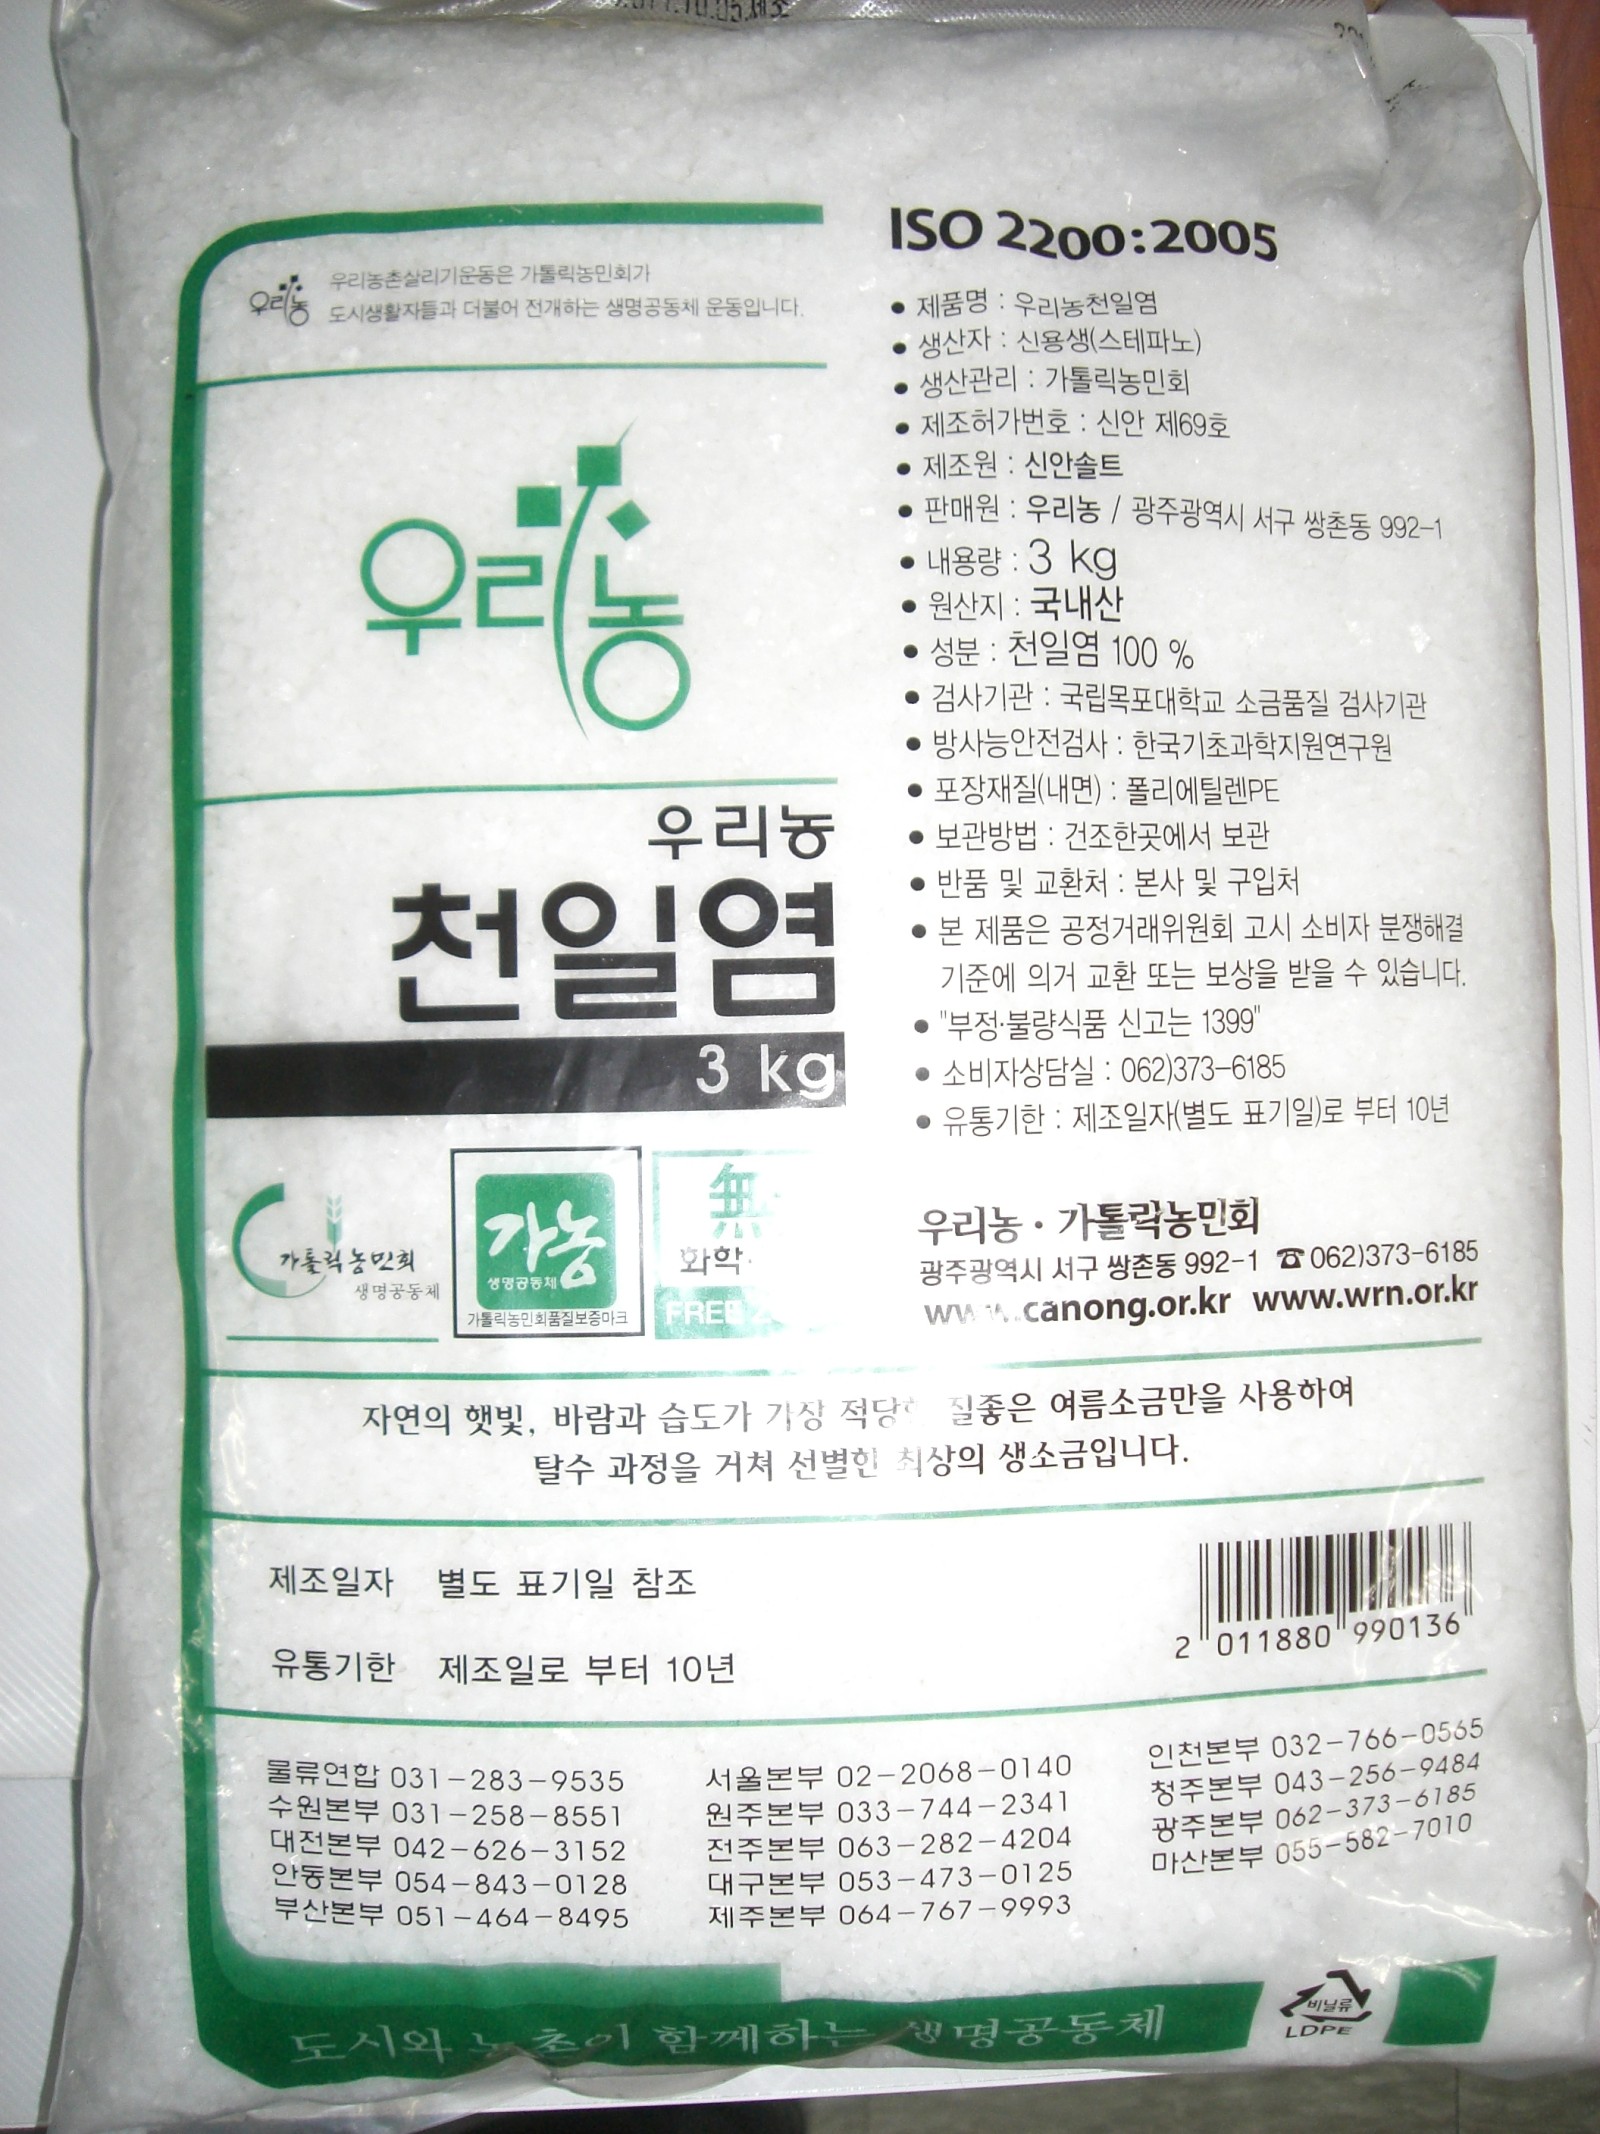 우리농
우리농촌살리기운동은 가톨릭농민회가
도시생활자들과 더불어 전개하는 생명공동체 운동입니다.
우리농
우리농
천일염
3 kg
가톨릭농민회
생명공동체
가농
생명공동체
가톨릭농민회품질보증마크
無
화학
FREE
ISO 2200:2005
• 제품명 : 우리농천일염
• 생산자 : 신용생(스테파노)
• 생산관리 : 가톨릭농민회
• 제조허가번호 : 신안 제69호
• 제조원 : 신안솔트
• 판매원 : 우리농 / 광주광역시 서구 쌍촌동 992-1
• 내용량 : 3 kg
• 원산지 : 국내산
• 성분 : 천일염 100 %
• 검사기관 : 국립목포대학교 소금품질 검사기관
• 방사능안전검사 : 한국기초과학지원연구원
• 포장재질(내면) : 폴리에틸렌PE
• 보관방법 : 건조한곳에서 보관
• 반품 및 교환처 : 본사 및 구입처
• 본 제품은 공정거래위원회 고시 소비자 분쟁해결
기준에 의거 교환 또는 보상을 받을 수 있습니다.
• "부정·불량식품 신고는 1399"
• 소비자상담실 : 062)373-6185
• 유통기한 : 제조일자(별도 표기일)로 부터 10년
우리농 · 가톨릭농민회
광주광역시 서구 쌍촌동 992-1 ☎062)373-6185
www.canong.or.kr www.wrn.or.kr
자연의 햇빛, 바람과 습도가 가장 적당한 질좋은 여름소금만을 사용하여
탈수 과정을 거쳐 선별한 최상의 생소금입니다.
제조일자 별도 표기일 참조
유통기한 제조일로 부터 10년
2 011880 990136
물류연합 031-283-9535
수원본부 031-258-8551
대전본부 042-626-3152
안동본부 054-843-0128
부산본부 051-464-8495
서울본부 02-2068-0140
원주본부 033-744-2341
전주본부 063-282-4204
대구본부 053-473-0125
제주본부 064-767-9993
인천본부 032-766-0565
청주본부 043-256-9484
광주본부 062-373-6185
마산본부 055-582-7010
도시와 농촌이 함께하는 생명공동체
비닐류
LDPE